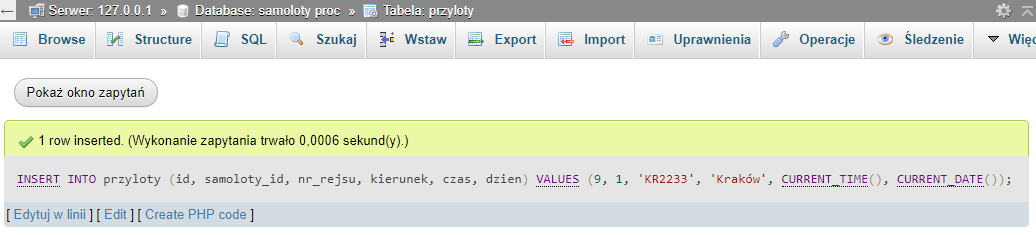 Serwer: 127.0.0.1 » Database: samoloty proc » Tabela: przyloty
Browse Structure SQL Szukaj Wstaw Export Import Uprawnienia Operacje Śledzenie Więc
Pokaż okno zapytań
1 row inserted. (Wykonanie zapytania trwało 0,0006 sekund(y).)
INSERT INTO przyloty (id, samoloty_id, nr_rejsu, kierunek, czas, dzien) VALUES (9, 1, 'KR2233', 'Kraków', CURRENT_TIME(), CURRENT_DATE());
[ Edytuj w linii ] [ Edit ] [ Create PHP code ]